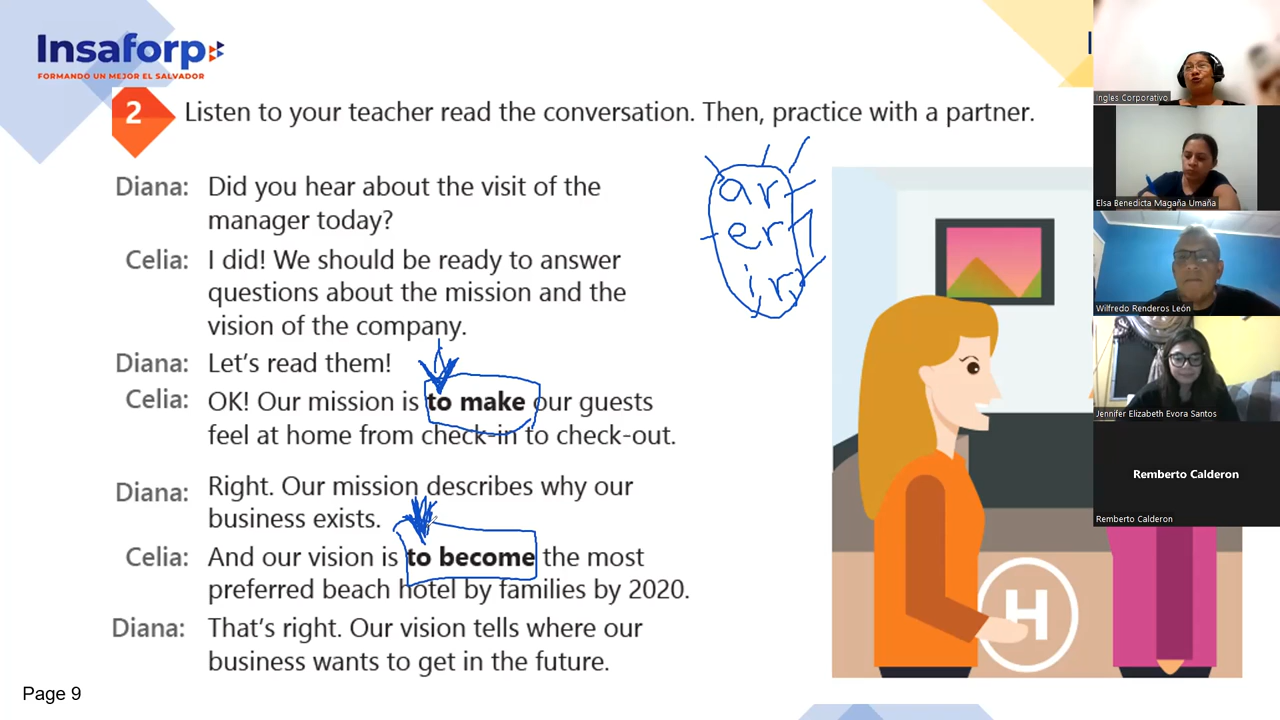 Insaforp
FORMANDO UN MEJOR EL SALVADOR
2 Listen to your teacher read the conversation. Then, practice with a partner.
Diana: Did you hear about the visit of the
manager today?
Celia: I did! We should be ready to answer
questions about the mission and the
vision of the company.
Diana: Let's read them!
Celia: OK! Our mission is to make our guests
feel at home from check-in to check-out.
Diana: Right. Our mission describes why our
business exists.
Celia: And our vision is to become the most
preferred beach hotel by families by 2020.
Diana: That's right. Our vision tells where our
business wants to get in the future.
Page 9
ar
er
ir
H
Ingles Corporativo
Elsa Benedicta Magaña Umaña
Wilfredo Renderos León
Jennifer Elizabeth Evora Santos
Remberto Calderon
Remberto Calderon